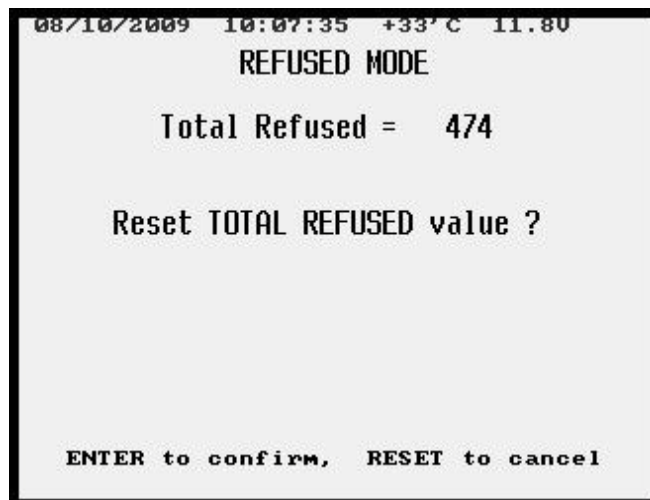 08/10/2009 10:07:35 +33'C 11.8V
REFUSED MODE
Total Refused = 474
Reset TOTAL REFUSED value ?
ENTER to confirm, RESET to cancel